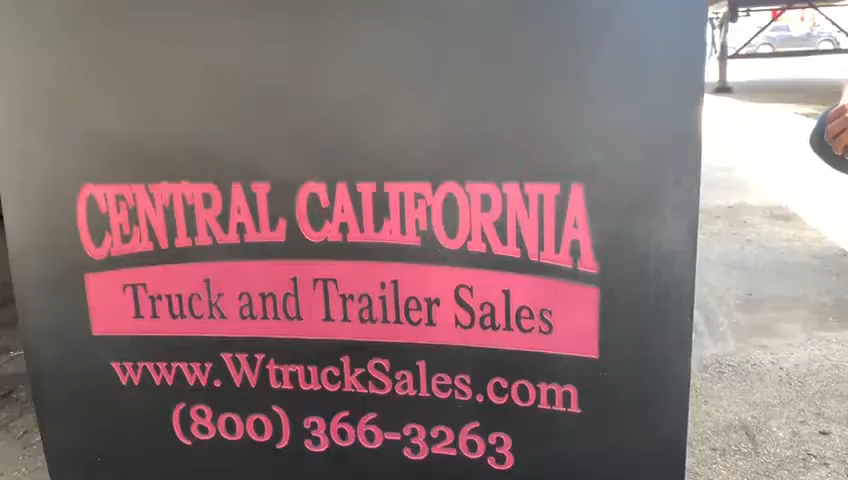 CENTRAL CALIFORNIA
Truck and Trailer Sales
www.WtruckSales.com
(800) 366-3263